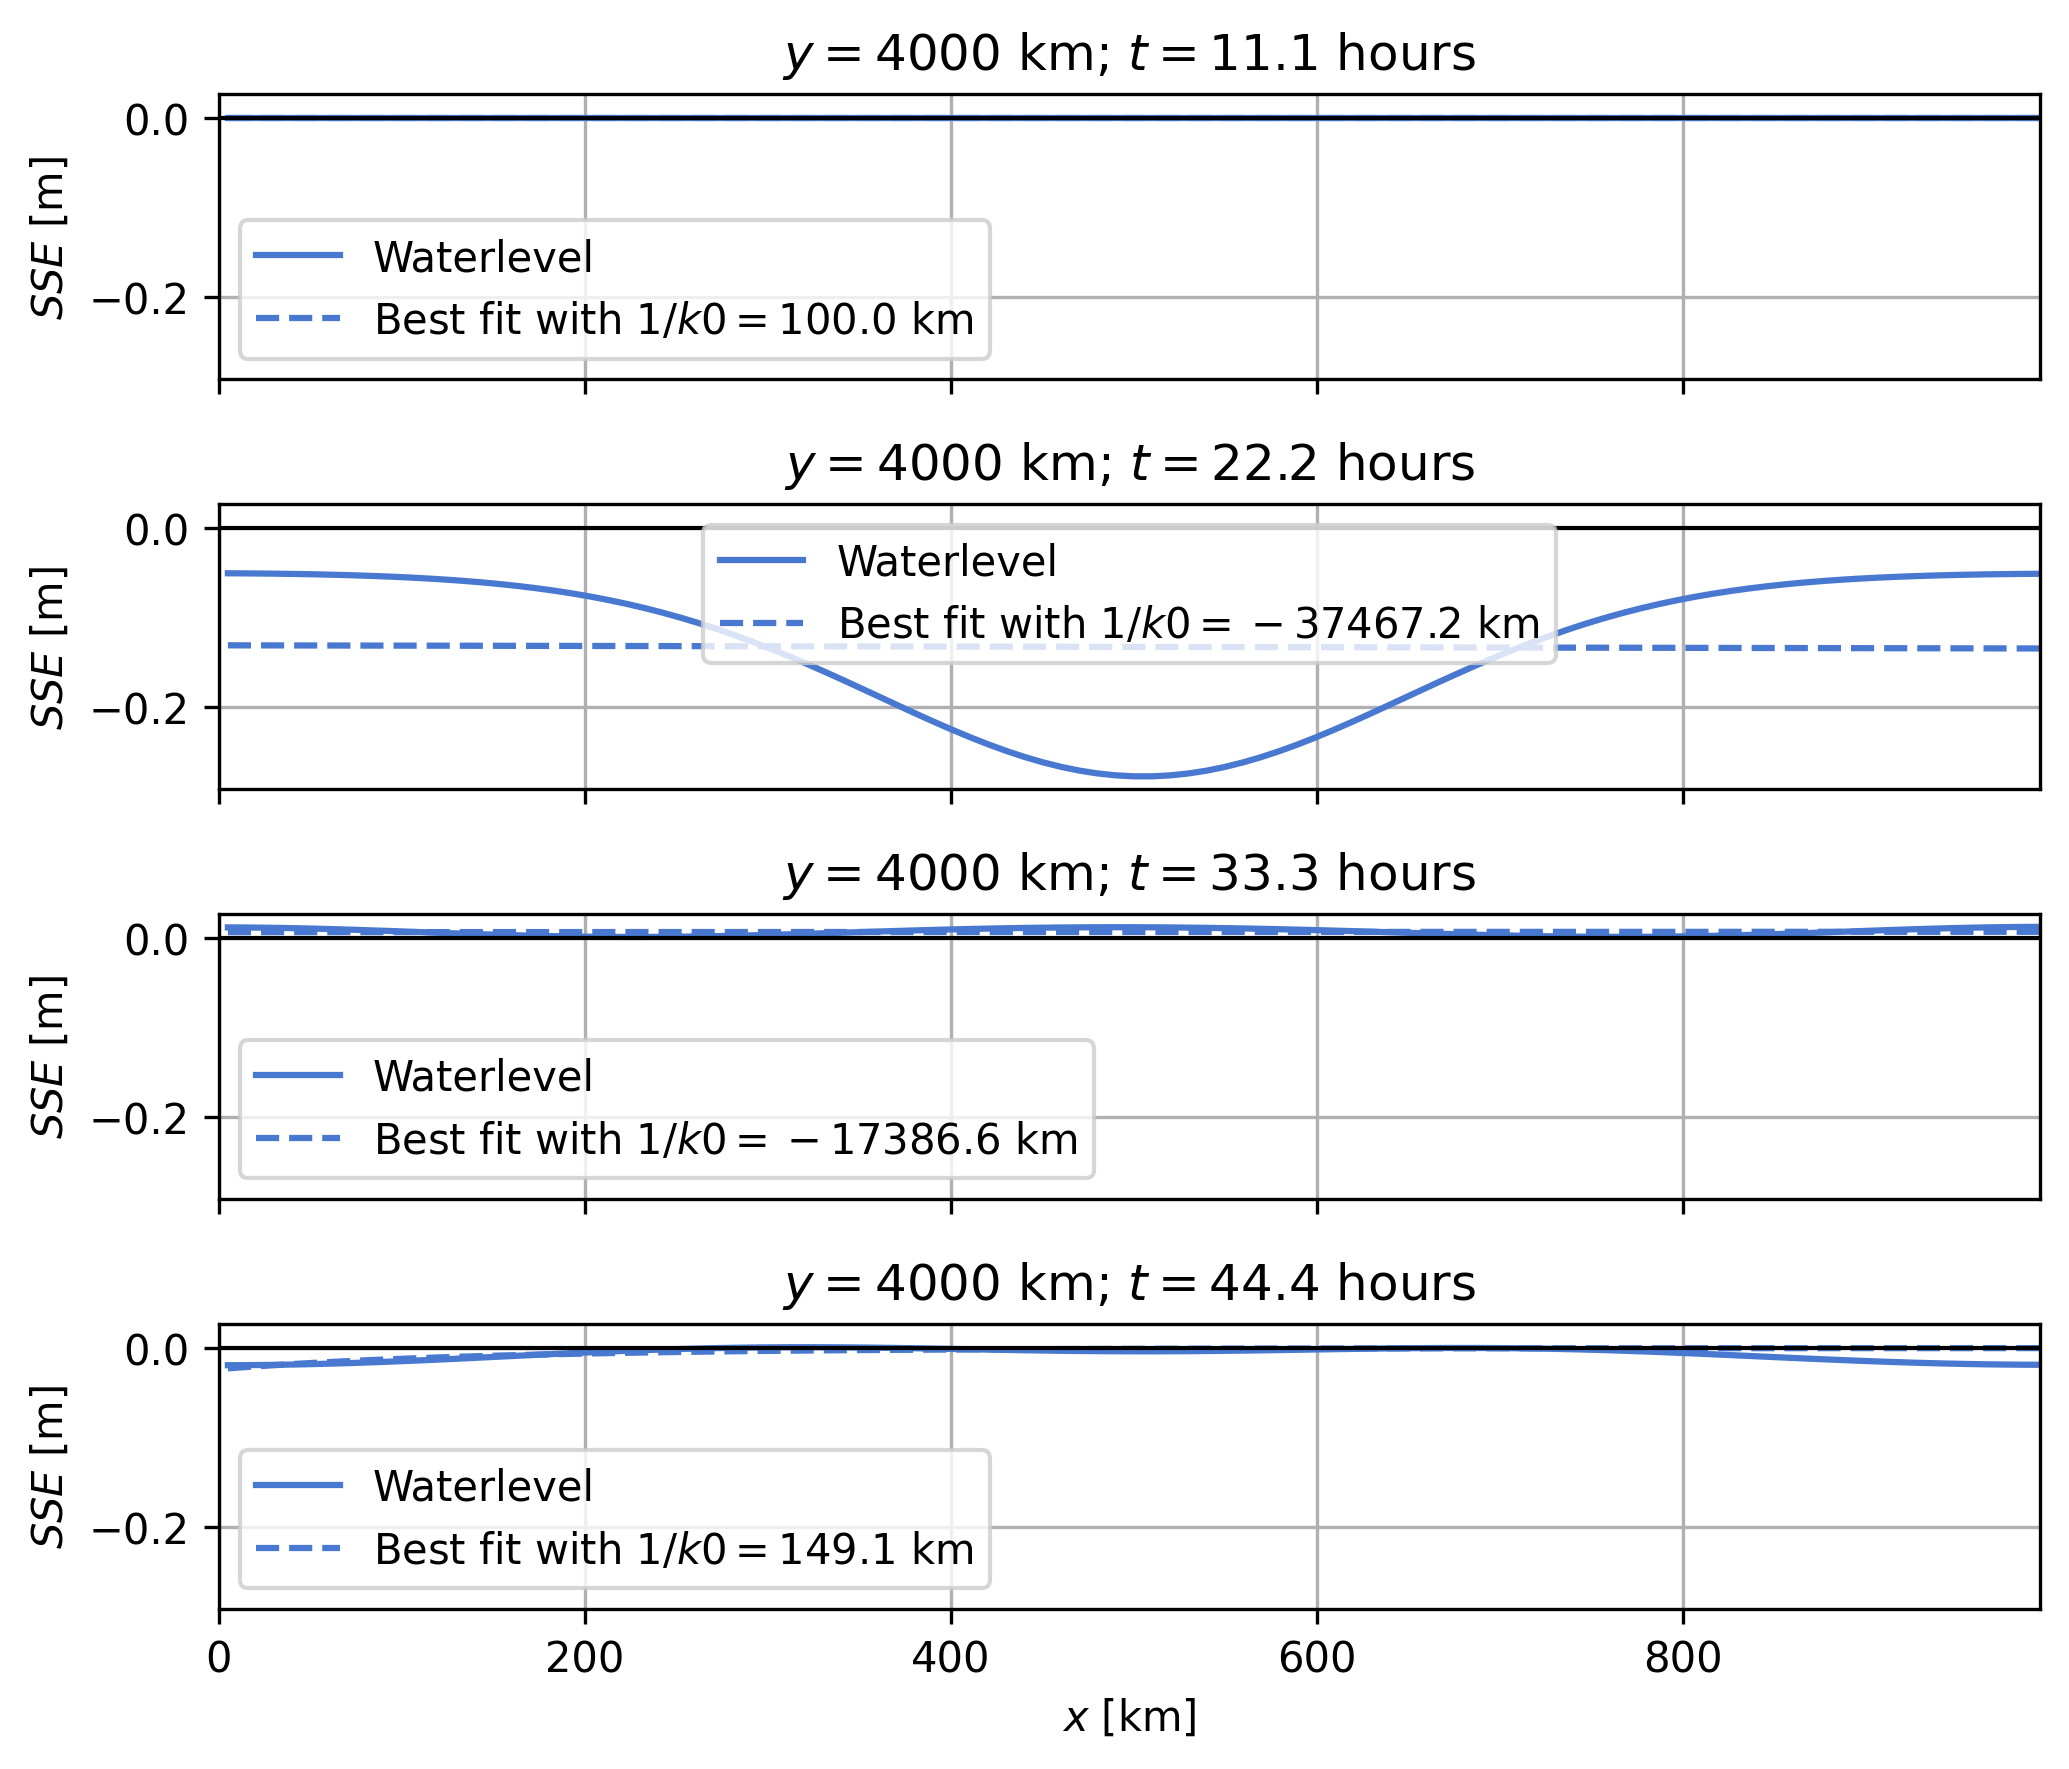 y = 4000 km; t = 11.1 hours
0.0
−0.2
SSE [m]
Waterlevel
Best fit with 1/k0 = 100.0 km
y = 4000 km; t = 22.2 hours
0.0
−0.2
SSE [m]
Waterlevel
Best fit with 1/k0 = −37467.2 km
y = 4000 km; t = 33.3 hours
0.0
−0.2
SSE [m]
Waterlevel
Best fit with 1/k0 = −17386.6 km
y = 4000 km; t = 44.4 hours
0.0
−0.2
SSE [m]
Waterlevel
Best fit with 1/k0 = 149.1 km
0 200 400 600 800
x [km]